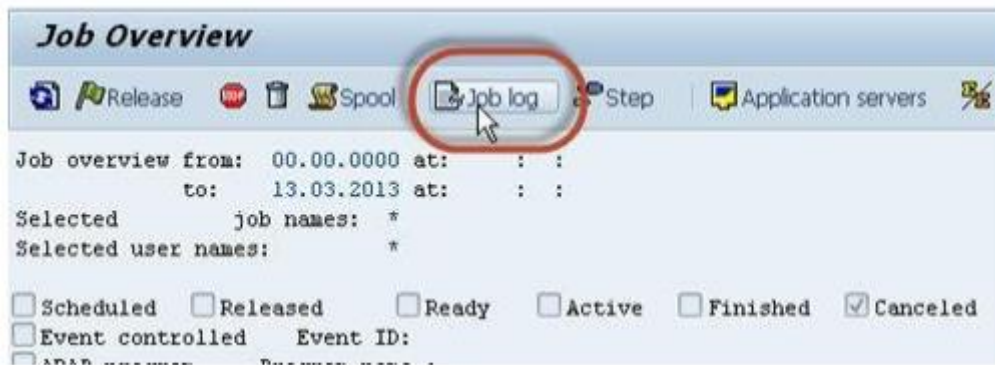 Job Overview
Release STOP Spool Job log Step Application servers
Job overview from: 00.00.0000 at: : :
to: 13.03.2013 at: : :
Selected job names: *
Selected user names: *
Scheduled Released Ready Active Finished Canceled
Event controlled Event ID: